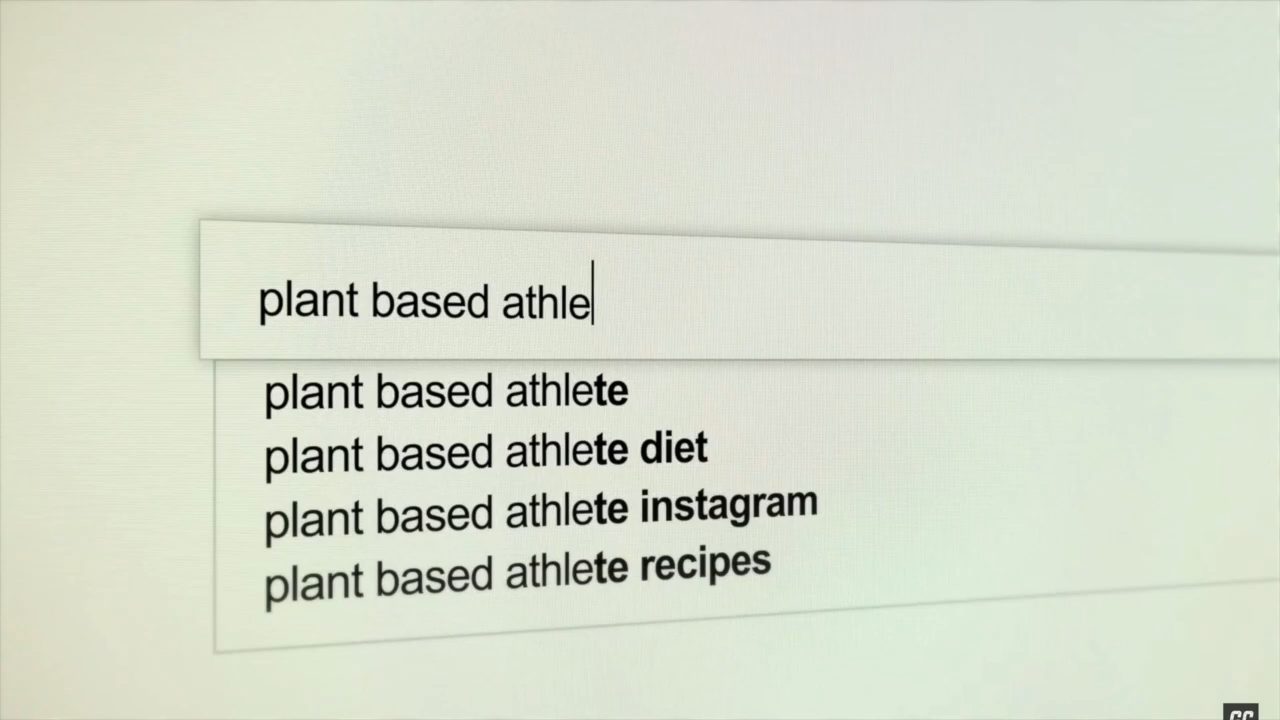 plant based athle
plant based athlete
plant based athlete diet
plant based athlete instagram
plant based athlete recipes